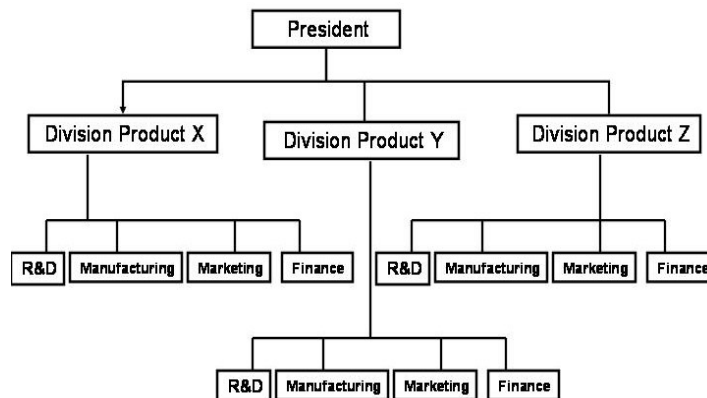 President
Division Product X
Division Product Y
Division Product Z
R&D Manufacturing Marketing Finance
R&D Manufacturing Marketing Finance
R&D Manufacturing Marketing Finance